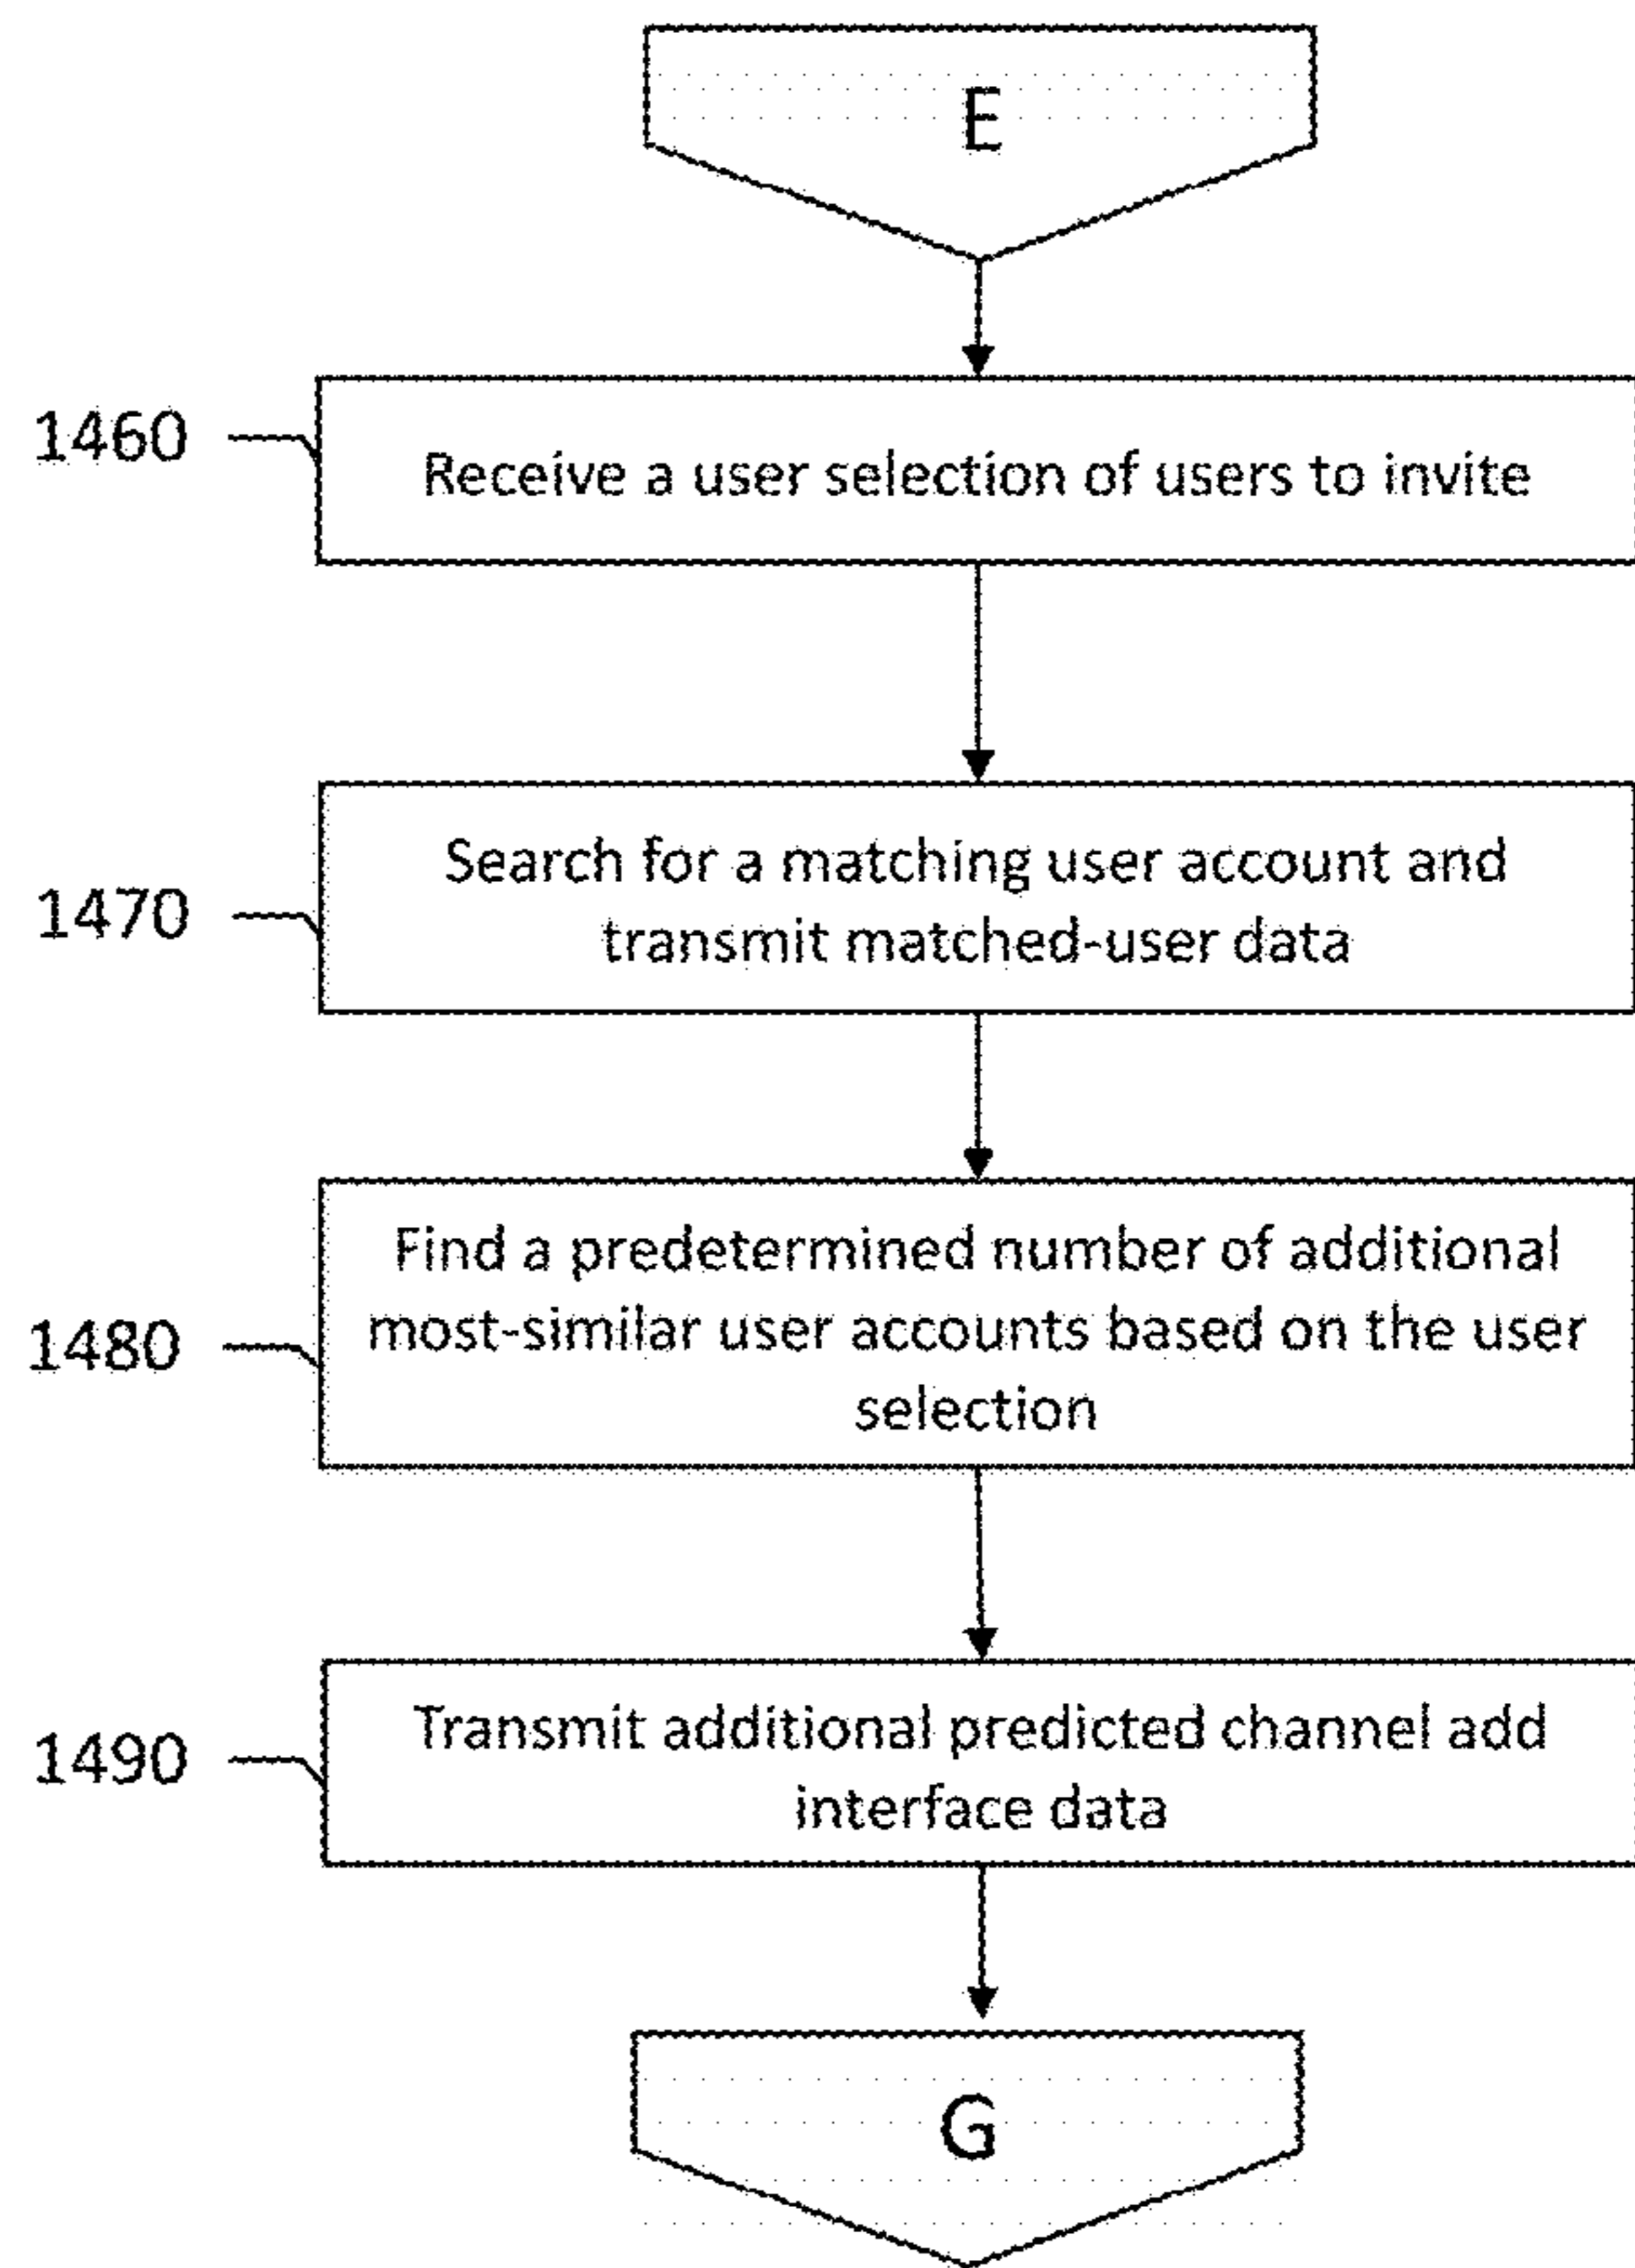 E
1460
Receive a user selection of users to invite
1470
Search for a matching user account and
transmit matched-user data
1480
Find a predetermined number of additional
most-similar user accounts based on the user
selection
1490
Transmit additional predicted channel add
interface data
G